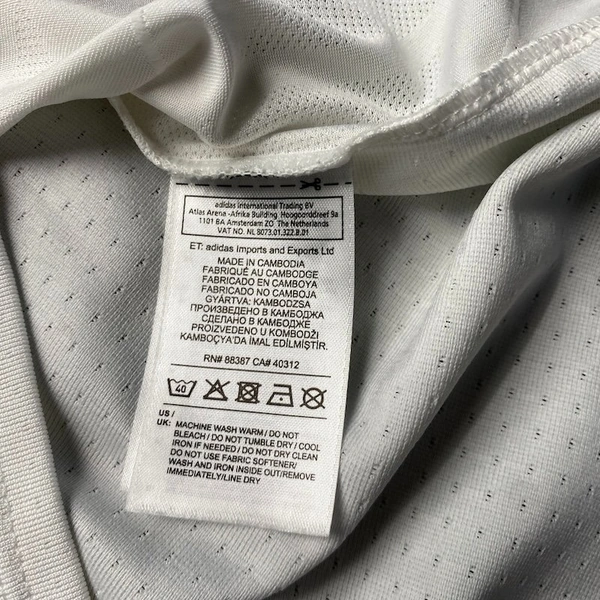 adidas International Trading BV
Atlas Arena -Afrika Building Hoogoorddreef 9a
1101 BA Amsterdam ZO The Netherlands
VAT NO. NL 8073.01.322.B.01
ET: adidas Imports and Exports Ltd
MADE IN CAMBODIA
FABRIQUÉ AU CAMBODGE
FABRICADO EN CAMBOYA
FABRICADO NO CAMBOJA
GYÁRTVA: KAMBODZSA
ПРОИЗВЕДЕНО В КАМБОДЖА
СДЕЛАНО В КАМБОДЖЕ
PROIZVEDENO U KOMBODŽI
KAMBOÇYA'DA İMAL EDİLMİŞTİR.
RN# 88387 CA# 40312
40
US /
UK: MACHINE WASH WARM / DO NOT
BLEACH / DO NOT TUMBLE DRY / COOL
IRON IF NEEDED / DO NOT DRY CLEAN
DO NOT USE FABRIC SOFTENER/
WASH AND IRON INSIDE OUT/REMOVE
IMMEDIATELY/LINE DRY